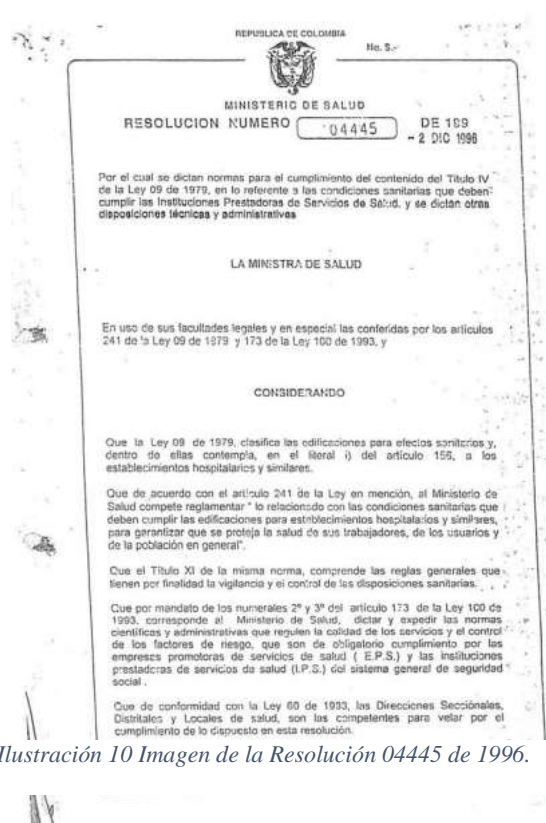 REPUBLICA DE COLOMBIA
No. S.-
MINISTERIO DE SALUD
RESOLUCION NUMERO 04445 DE 199
- 2 DIC 1996
Por el cual se dictan normas para el cumplimiento del contenido del Título IV
de la Ley 09 de 1979, en lo referente a las condiciones sanitarias que deben
cumplir las Instituciones Prestadoras de Servicios de Salud, y se dictan otras
disposiciones técnicas y administrativas
LA MINISTRA DE SALUD
En uso de sus facultades legales y en especial las conferidas por los artículos
241 de la Ley 09 de 1979 y 173 de la Ley 100 de 1993, y
CONSIDERANDO
Que la Ley 09 de 1979, clasifica las edificaciones para efectos sanitarios y,
dentro de ellas contempla, en el literal i) del artículo 156, a los
establecimientos hospitalarios y similares.
Que de acuerdo con el artículo 241 de la Ley en mención, al Ministerio de
Salud compete reglamentar " lo relacionado con las condiciones sanitarias que
deben cumplir las edificaciones para establecimientos hospitalarios y similares,
para garantizar que se proteja la salud de sus trabajadores, de los usuarios y
de la población en general".
Que el Título XI de la misma norma, comprende las reglas generales que
tienen por finalidad la vigilancia y el control de las disposiciones sanitarias.
Que por mandato de los numerales 2º y 3º del artículo 173 de la Ley 100 de
1993, corresponde al Ministerio de Salud, dictar y expedir las normas
científicas y administrativas que regulen la calidad de los servicios y el control
de los factores de riesgo, que son de obligatorio cumplimiento por las
empresas promotoras de servicios de salud ( E.P.S.) y las instituciones
prestadoras de servicios de salud (I.P.S.) del sistema general de seguridad
social .
Que de conformidad con la Ley 60 de 1993, las Direcciones Secciónales,
Distritales y Locales de salud, son las competentes para velar por el
cumplimiento de lo dispuesto en esta resolución.
Ilustración 10 Imagen de la Resolución 04445 de 1996.